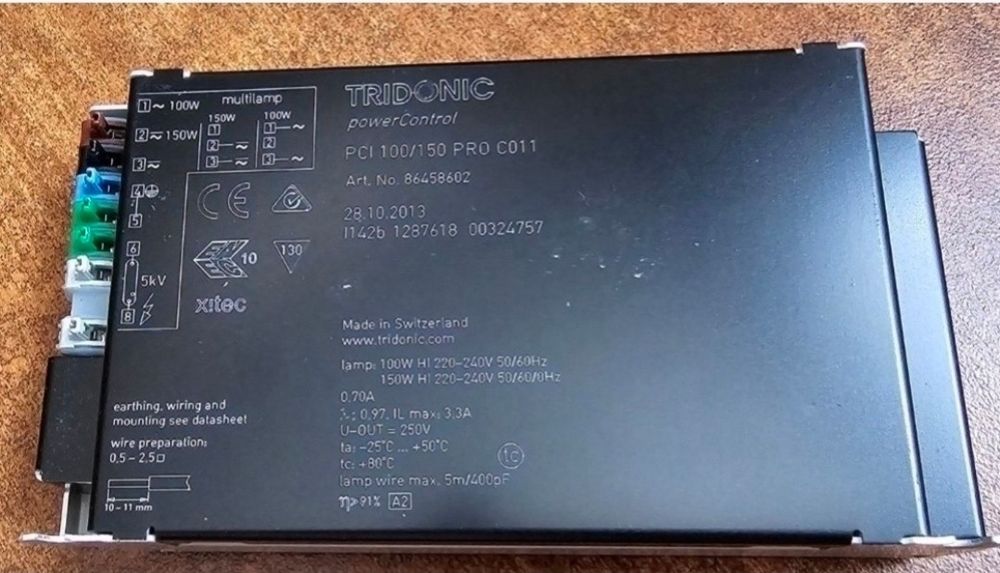 1 ~ 100W
2 ≂ 150W
3 ≂
4
5
6
5kV
8
multilamp
150W 100W
1 1 ~
2 ≂ 2
3 ≂ 3 ~
TRIDONIC
powerControl
PCI 100/150 PRO C011
Art. No. 86458602
28.10.2013
I142b 1287618 00324757
CE
10
130
xitec
Made in Switzerland
www.tridonic.com
lamp: 100W HI 220-240V 50/60Hz
150W HI 220-240V 50/60/0Hz
0,70A
λ: 0,97, IL max: 3,3A
U-OUT = 250V
ta: -25°C ... +50°C
tc: +80°C
tc
lamp wire max. 5m/400pF
η≥91% A2
earthing, wiring and
mounting see datasheet
wire preparation:
0,5 – 2,5□
10 – 11 mm